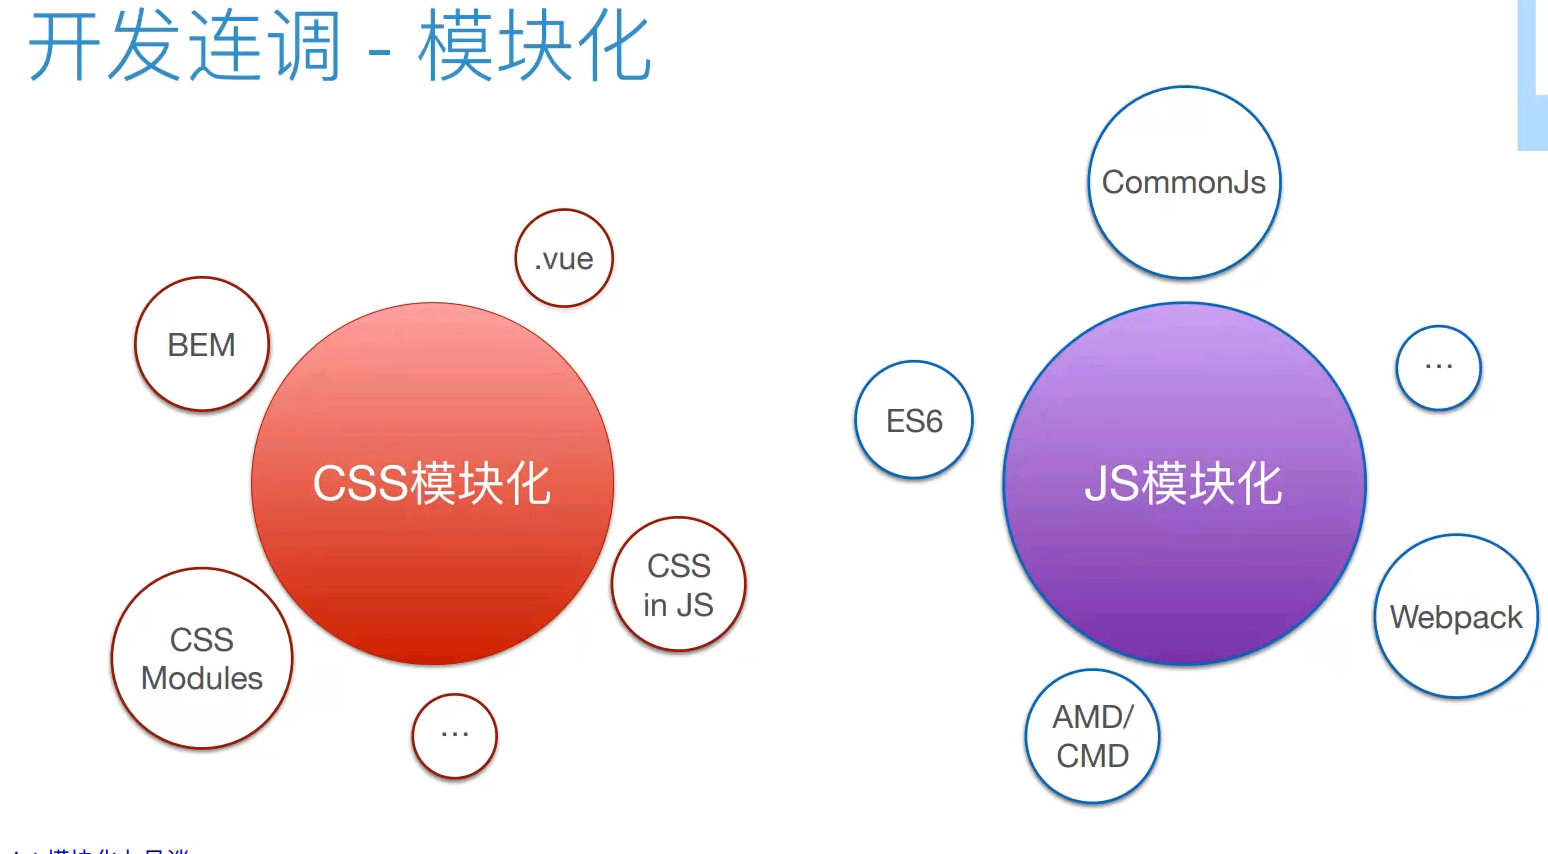 开发连调 - 模块化
.vue
BEM
CSS模块化
CSS
in JS
CSS
Modules
...
CommonJs
...
ES6
JS模块化
Webpack
AMD/
CMD